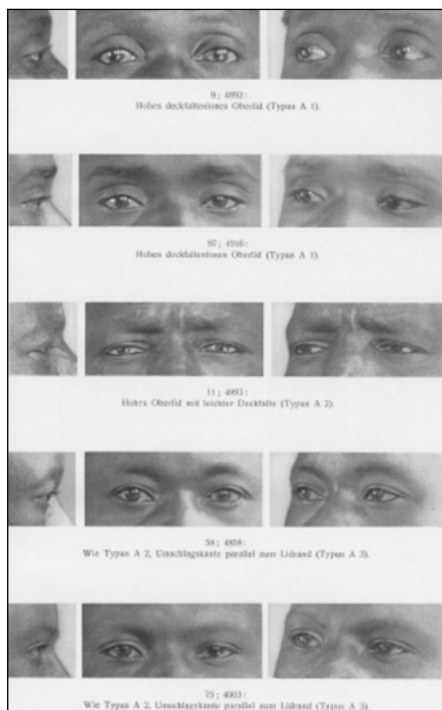 9; 4992:
Hohes deckfaltenloses Oberlid (Typus A 1).
97; 4916:
Hohes deckfaltenloses Oberlid (Typus A 1).
11; 4893:
Hohes Oberlid mit leichter Deckfalte (Typus A 2).
58; 4858:
Wie Typus A 2, Umschlagskante parallel zum Lidrand (Typus A 3).
75; 4903:
Wie Typus A 2, Umschlagskante parallel zum Lidrand (Typus A 3).